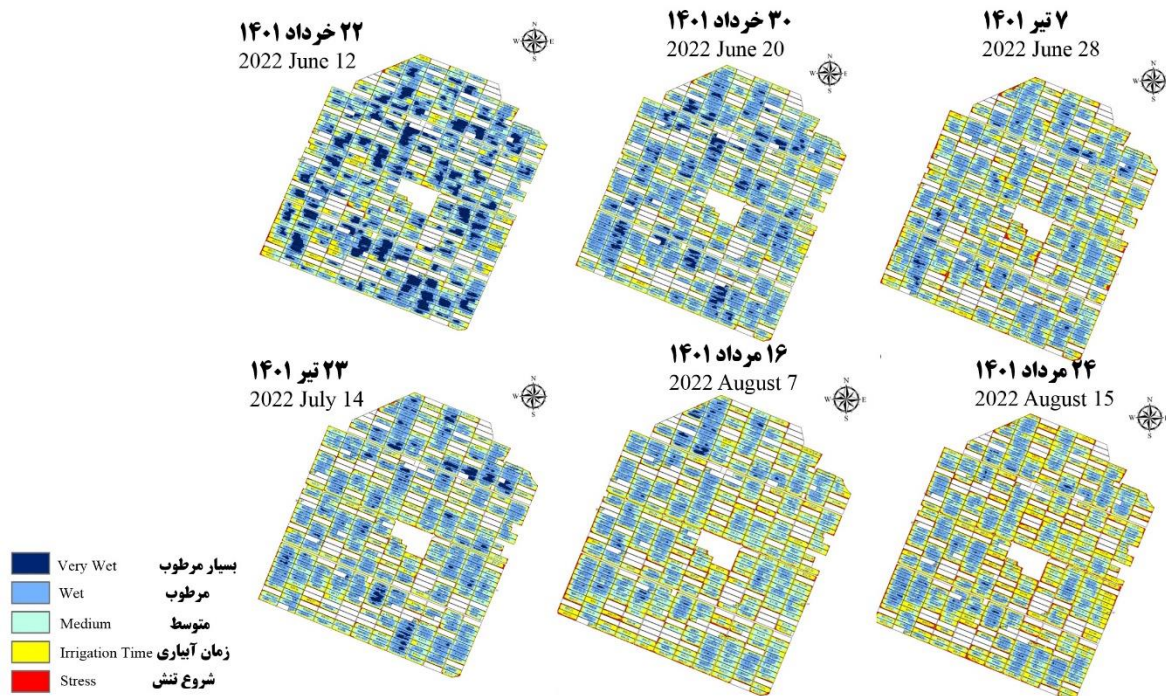 ۲۲ خرداد ۱۴۰۱
2022 June 12
N
W E
S
۳۰ خرداد ۱۴۰۱
2022 June 20
N
W E
S
۷ تیر ۱۴۰۱
2022 June 28
N
W E
S
۲۳ تیر ۱۴۰۱
2022 July 14
N
W E
S
۱۶ مرداد ۱۴۰۱
2022 August 7
N
W E
S
۲۴ مرداد ۱۴۰۱
2022 August 15
N
W E
S
Very Wet بسیار مرطوب
Wet مرطوب
Medium متوسط
Irrigation Time زمان آبیاری
Stress شروع تنش